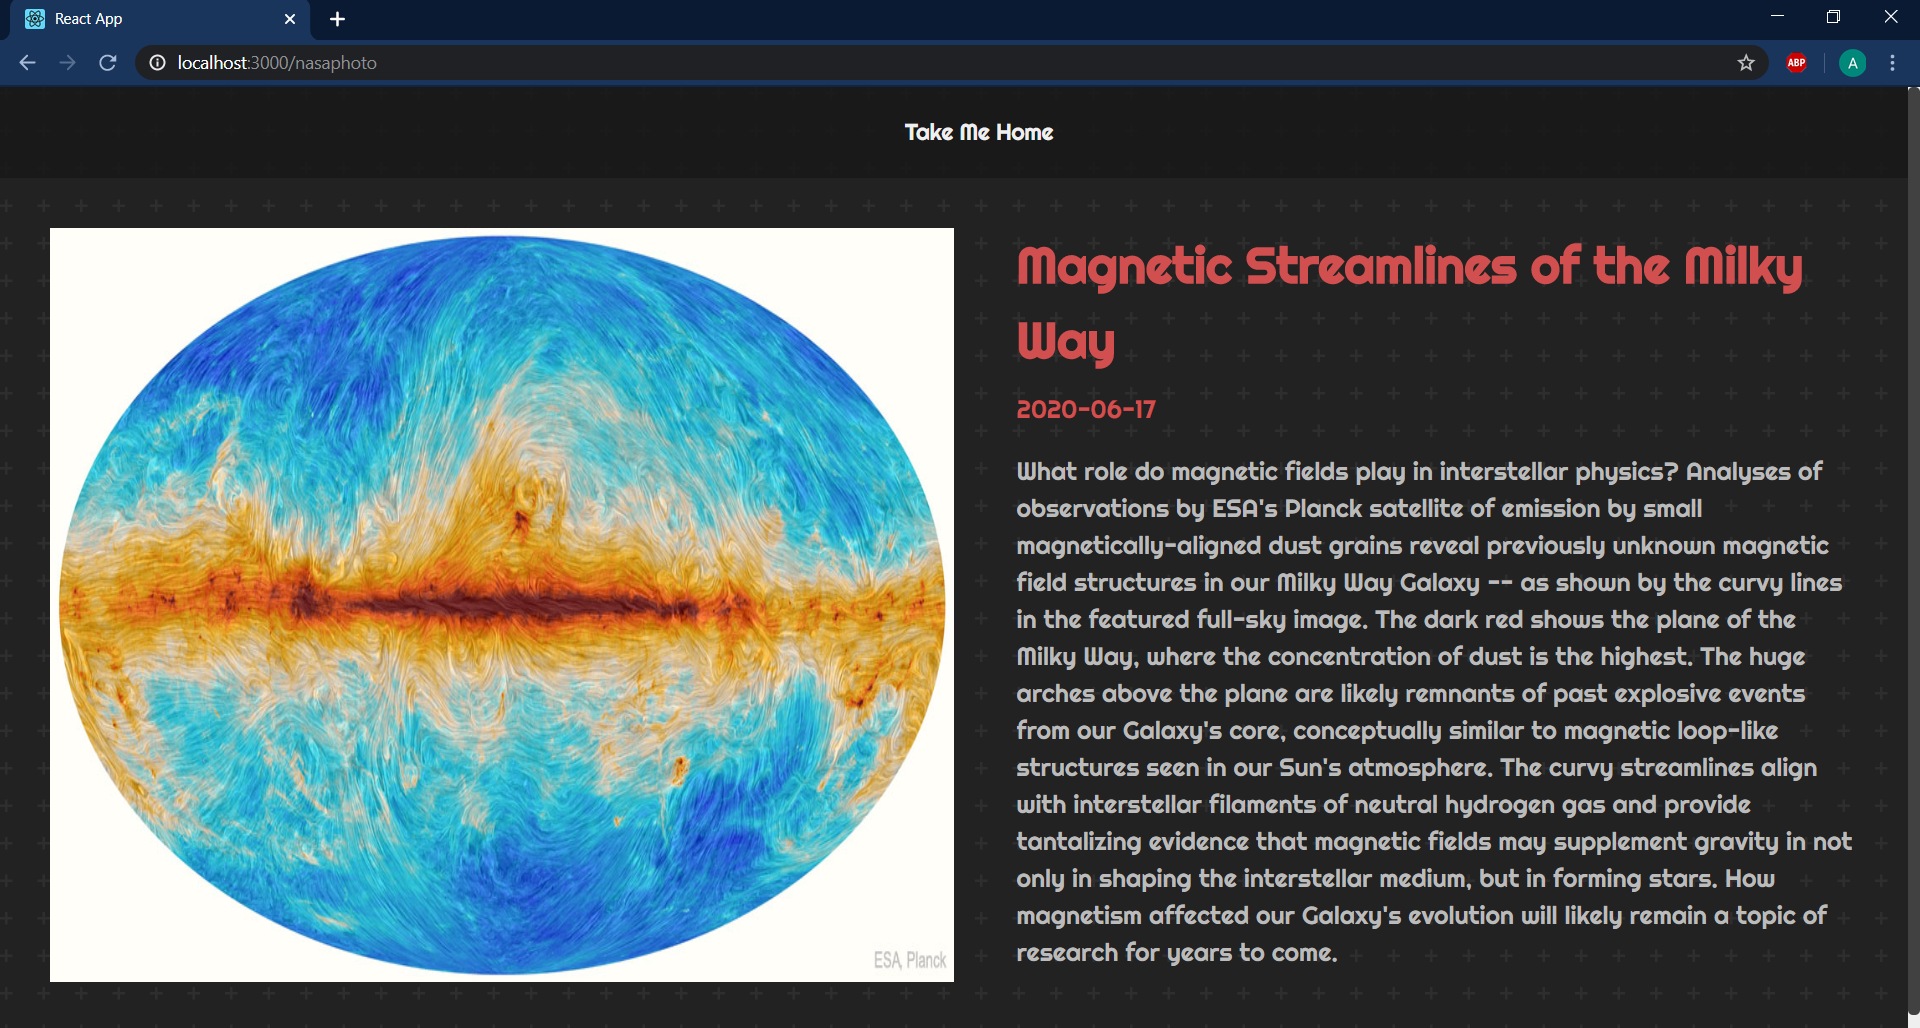 React App
localhost:3000/nasaphoto
ABP
A
Take Me Home
Magnetic Streamlines of the Milky
Way
2020-06-17
What role do magnetic fields play in interstellar physics? Analyses of
observations by ESA's Planck satellite of emission by small
magnetically-aligned dust grains reveal previously unknown magnetic
field structures in our Milky Way Galaxy -- as shown by the curvy lines
in the featured full-sky image. The dark red shows the plane of the
Milky Way, where the concentration of dust is the highest. The huge
arches above the plane are likely remnants of past explosive events
from our Galaxy's core, conceptually similar to magnetic loop-like
structures seen in our Sun's atmosphere. The curvy streamlines align
with interstellar filaments of neutral hydrogen gas and provide
tantalizing evidence that magnetic fields may supplement gravity in not
only in shaping the interstellar medium, but in forming stars. How
magnetism affected our Galaxy's evolution will likely remain a topic of
research for years to come.
ESA, Planck